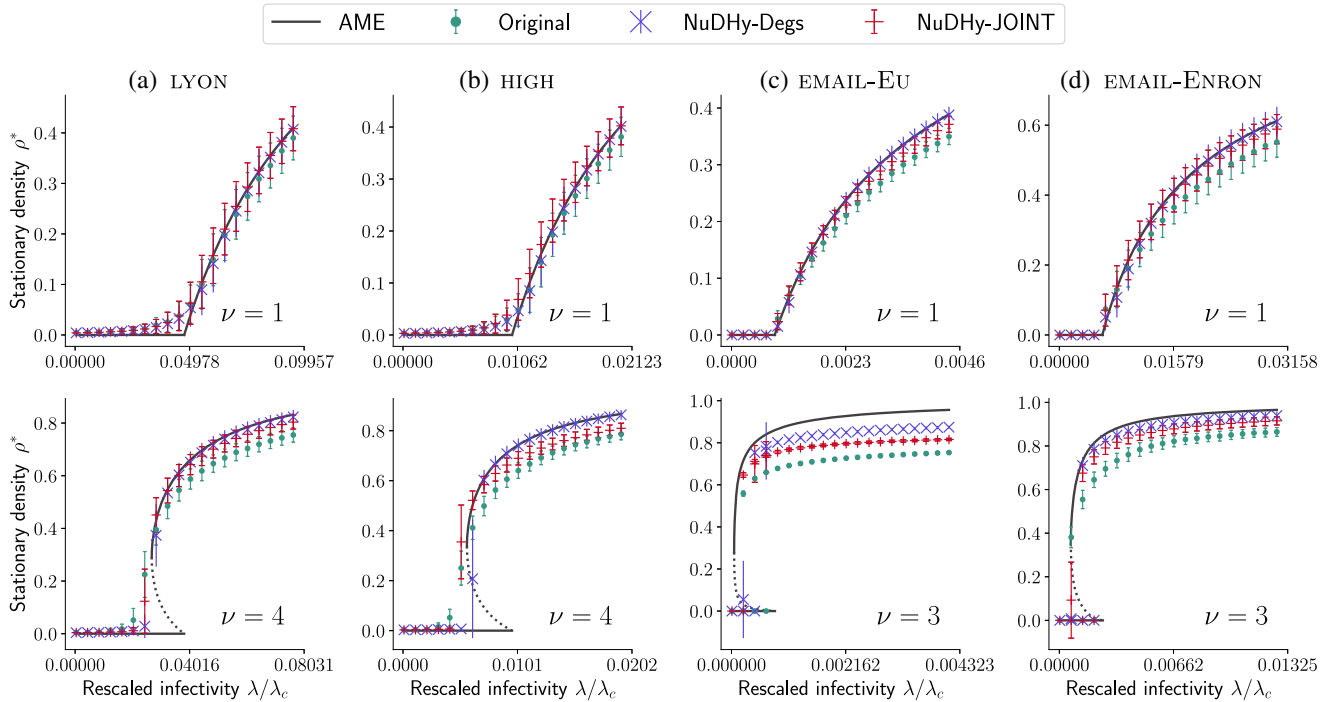 AME Original NuDHy-Degs NuDHy-JOINT
(a) LYON (b) HIGH (c) EMAIL-EU (d) EMAIL-ENRON
Stationary density ρ*
0.4 0.4 0.4 0.6
0.3 0.3 0.3 0.4
0.2 0.2 0.2 0.2
0.1 0.1 0.1
0.0 0.0 0.0 0.0
ν = 1 ν = 1 ν = 1 ν = 1
0.00000 0.04978 0.09957 0.0000 0.01062 0.02123 0.0000 0.0023 0.0046 0.00000 0.01579 0.03158
Stationary density ρ*
0.8 0.8 1.0 1.0
0.6 0.6 0.8 0.8
0.4 0.4 0.6 0.6
0.2 0.2 0.4 0.4
0.0 0.0 0.2 0.2
0.0 0.0
ν = 4 ν = 4 ν = 3 ν = 3
0.00000 0.04016 0.08031 0.0000 0.0101 0.0202 0.000000 0.002162 0.004323 0.00000 0.00662 0.01325
Rescaled infectivity λ/λc Rescaled infectivity λ/λc Rescaled infectivity λ/λc Rescaled infectivity λ/λc